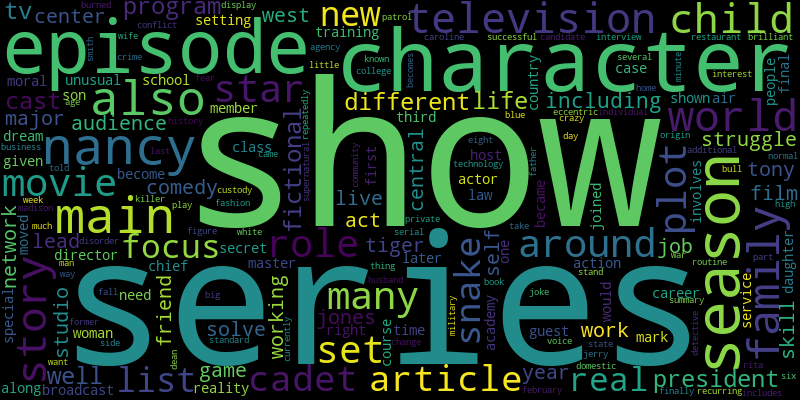 tv center program
west
new television child
episode character
moral unusual school training
son age cast also star
little
agency
college
becomes
known
country case
people final
setting
conflict
display
patrol
caroline
successful candidate interview restaurant brilliant
several
minute
interest
burned
wife
crime
smith
fear
major audience member
different life including shown air world
home
dream
business
given
nancy class
history
third
blue eccentric crazy individual
struggle
told last came
become
fictional
supernatural
repeatedly
first
community
central
eight
host
technology
father
day
origin
additional
normal
bull
movie comedy live
actor
law
plot tony
film high
network
week
moved
killer
custody
fashion play
show
private
became
joined
involves
madison
much
main
figure white
act
serial take
season
lead focus secret role tiger self one around job
disorder
director
later
action
family
daughter
part
story
man
way
chief
master
thing
husband
snake
book
stand
war
routine
special
studio
fall need
friend
big
working
series many
joke
would
career summary
service
skill
former
side
woman solve
standard
currently
jones
right time
change
course
military
academy
guest
state
voice
work mark
detective
want
dean
well list game
reality
set
year
jerry
domestic
real president
rita
six
along broadcast cadet article
february
finally recurring includes